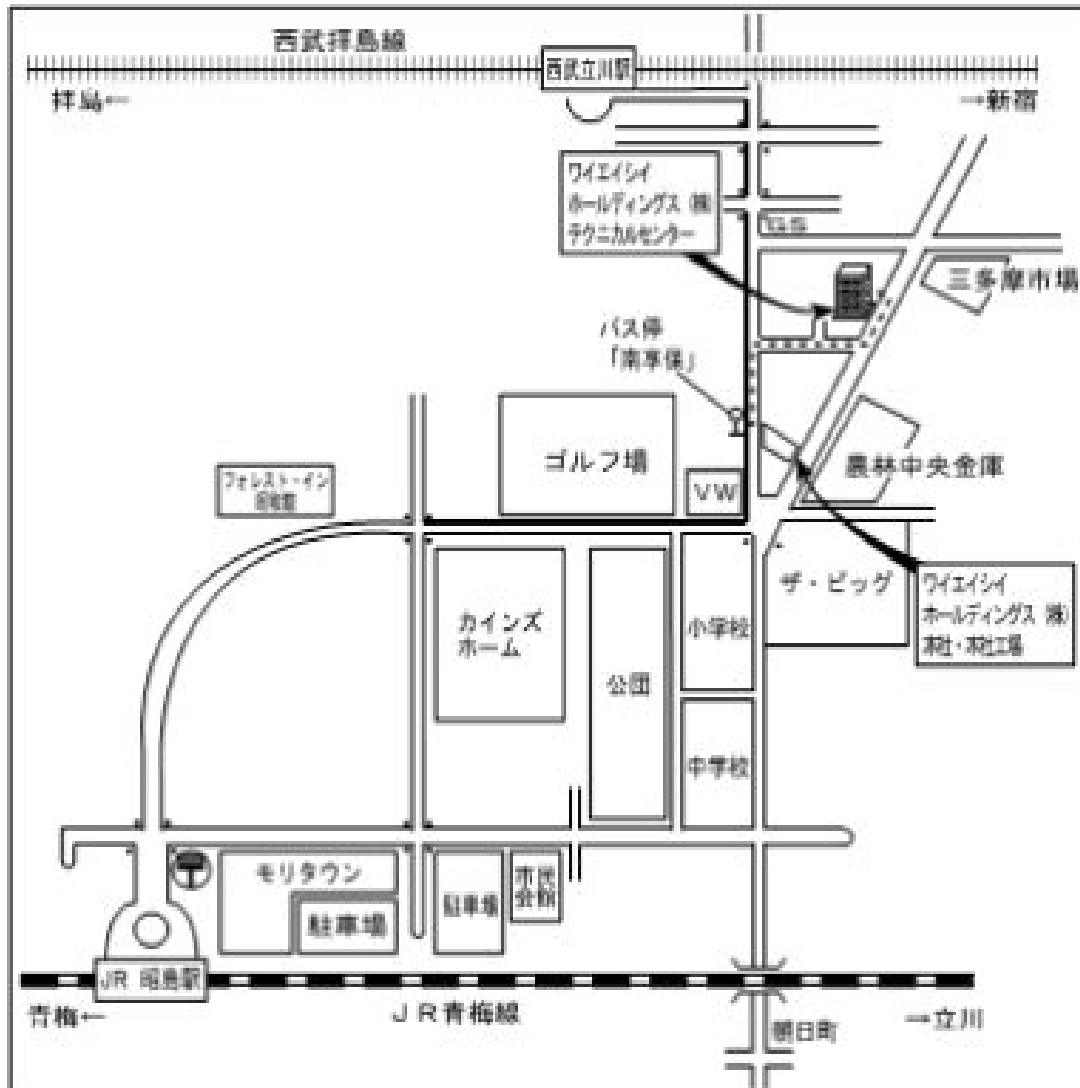 西武拝島線
西武立川駅
拝島←
→新宿
ワイエイシイ
ホールディングス (株)
テクニカルセンター
GS
三多摩市場
バス停
「南享保」
ゴルフ場
VW
農林中央金庫
フォレスト・イン
昭和館
カインズ
ホーム
公団
小学校
ザ・ビッグ
ワイエイシイ
ホールディングス (株)
本社・本社工場
中学校
モリタウン
駐車場
駐車場
市民
会館
JR 昭島駅
青梅←
JR青梅線
→立川
朝日町